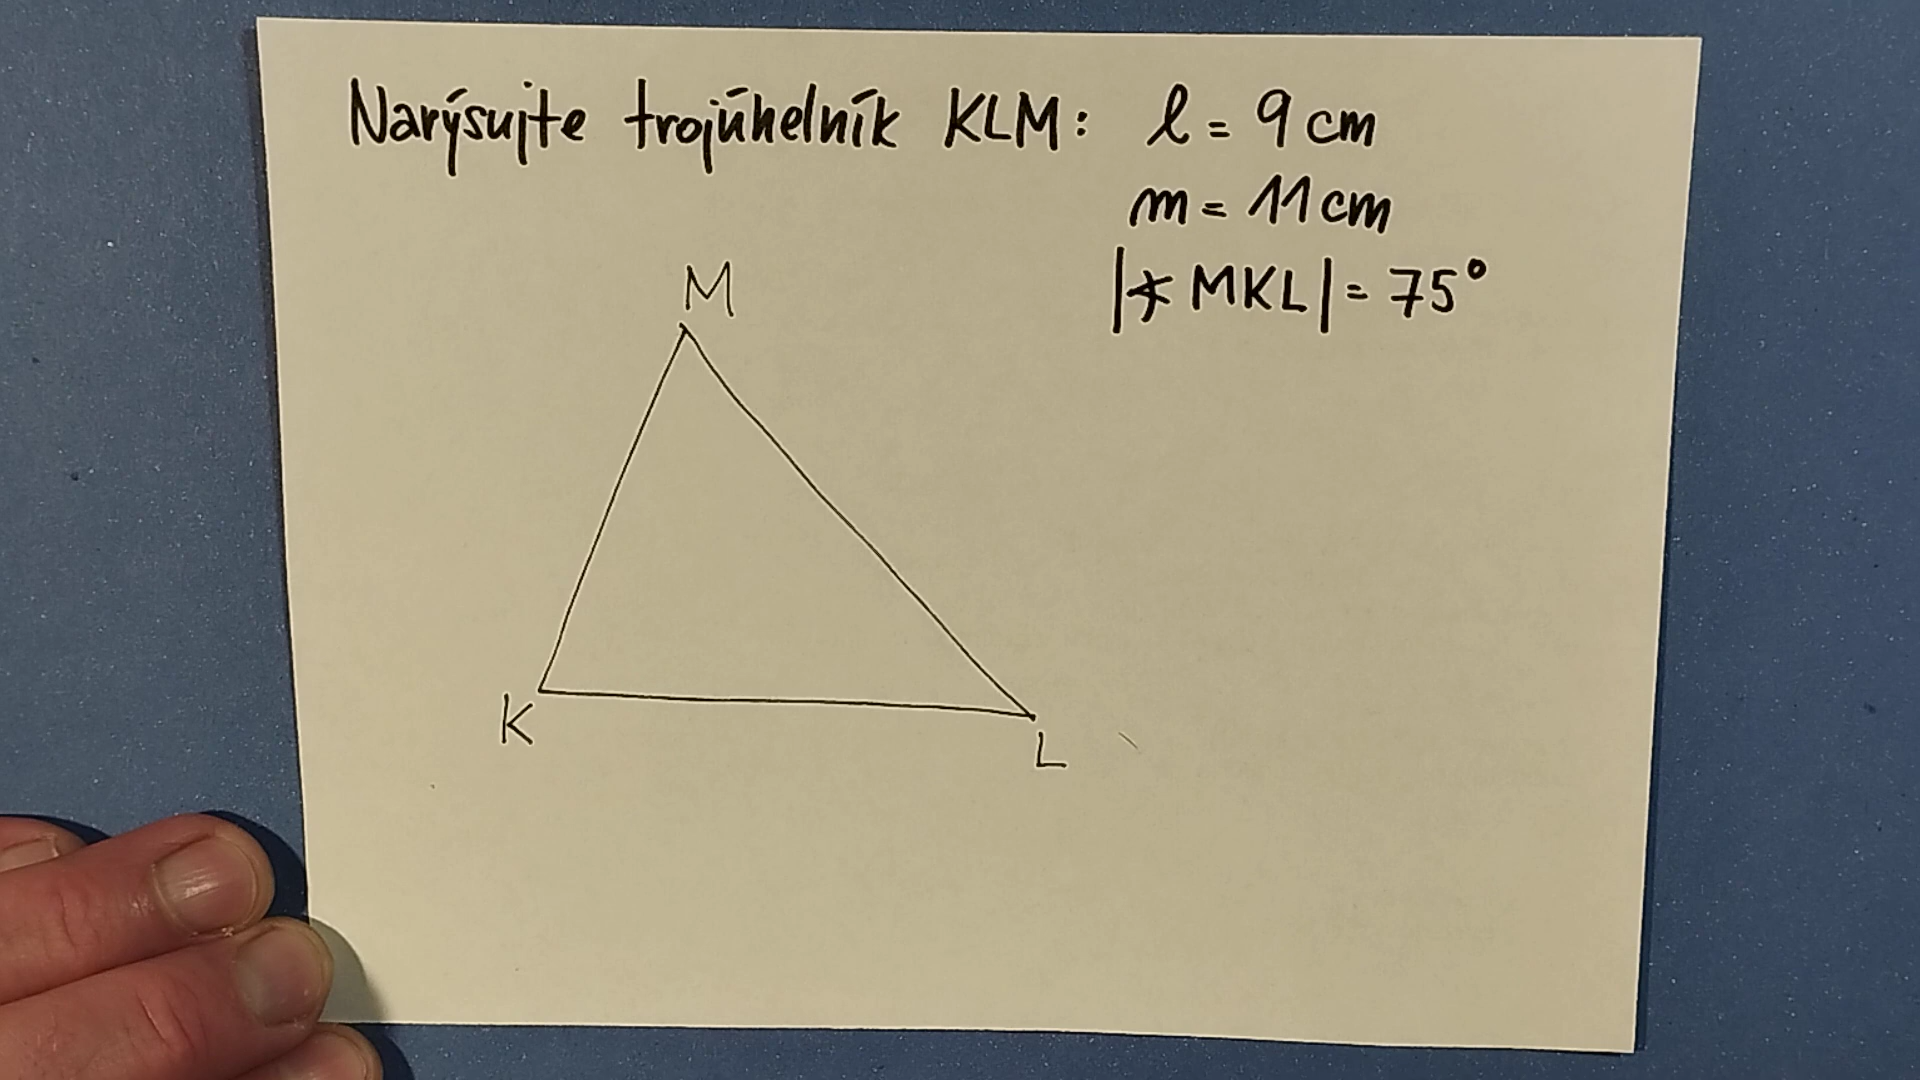 Narýsujte trojúhelník KLM: l = 9 cm
m = 11 cm
|∢ MKL| = 75°
M
K
L